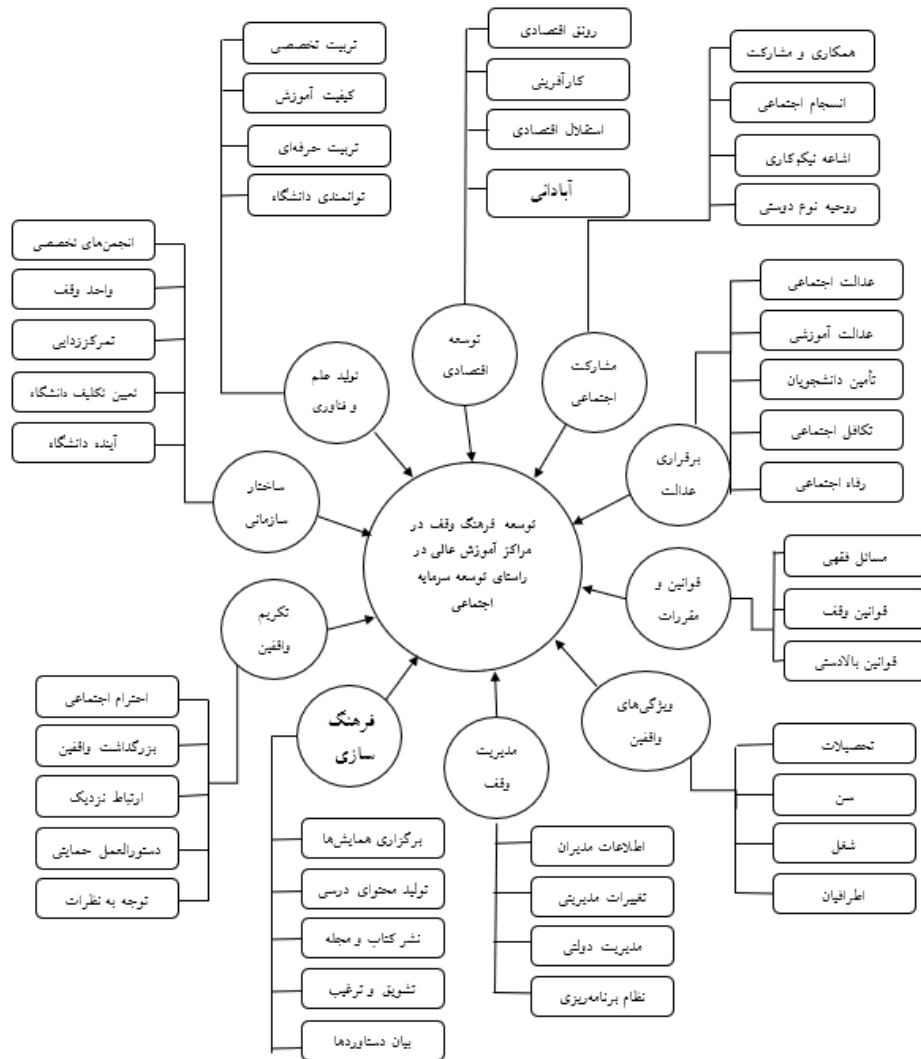 تربیت تخصصی
کیفیت آموزش
تربیت حرفه‌ای
توانمندی دانشگاه
رونق اقتصادی
کارآفرینی
استقلال اقتصادی
آبادانی
همکاری و مشارکت
انسجام اجتماعی
اشاعه نیکوکاری
روحیه نوع دوستی
انجمن‌های تخصصی
واحد وقف
تمرکززدایی
تعیین تکلیف دانشگاه
آینده دانشگاه
عدالت اجتماعی
عدالت آموزشی
تأمین دانشجویان
تکافل اجتماعی
رفاه اجتماعی
توسعه
اقتصادی
مشارکت
اجتماعی
تولید علم
و فناوری
برقراری
عدالت
ساختار
سازمانی
توسعه فرهنگ وقف در
مراکز آموزش عالی در
راستای توسعه سرمایه
اجتماعی
قوانین و
مقررات
مسائل فقهی
قوانین وقف
قوانین بالادستی
تکریم
واقفین
ویژگی‌های
واقفین
فرهنگ
سازی
مدیریت
وقف
احترام اجتماعی
بزرگداشت واقفین
ارتباط نزدیک
دستورالعمل حمایتی
توجه به نظرات
تحصیلات
سن
شغل
اطرافیان
برگزاری همایش‌ها
تولید محتوای درسی
نشر کتاب و مجله
تشویق و ترغیب
بیان دستاوردها
اطلاعات مدیران
تغییرات مدیریتی
مدیریت دولتی
نظام برنامه‌ریزی